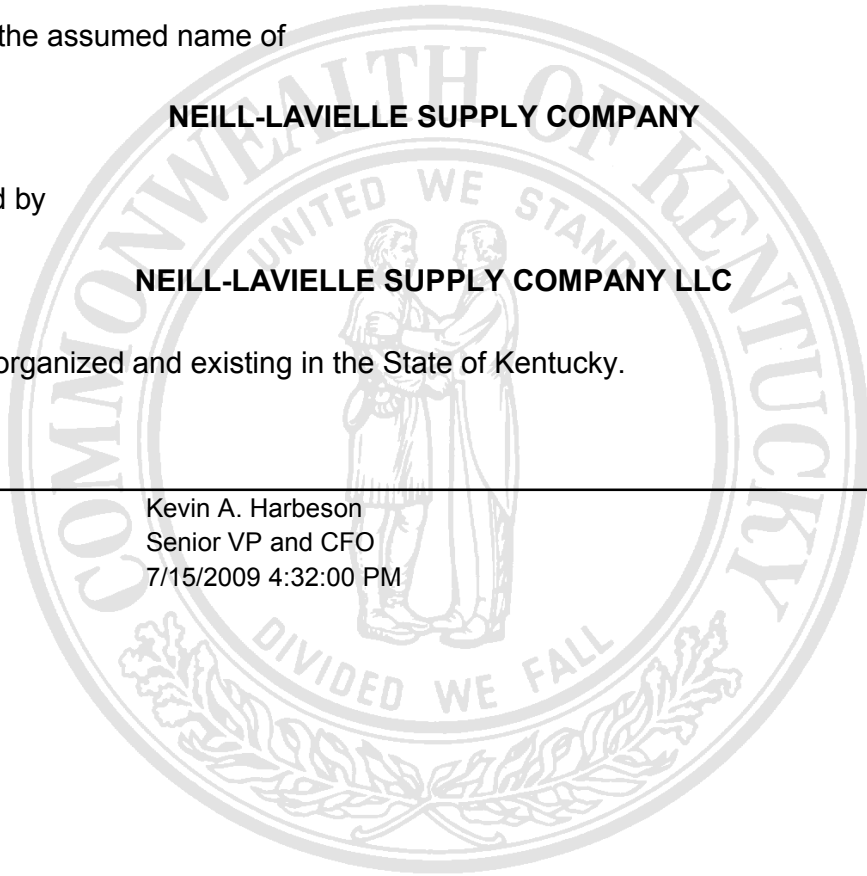 the assumed name of
NEILL-LAVIELLE SUPPLY COMPANY
d by
NEILL-LAVIELLE SUPPLY COMPANY LLC
organized and existing in the State of Kentucky.
Kevin A. Harbeson
Senior VP and CFO
7/15/2009 4:32:00 PM
COMMONWEALTH OF KENTUCKY
UNITED WE STAND
DIVIDED WE FALL